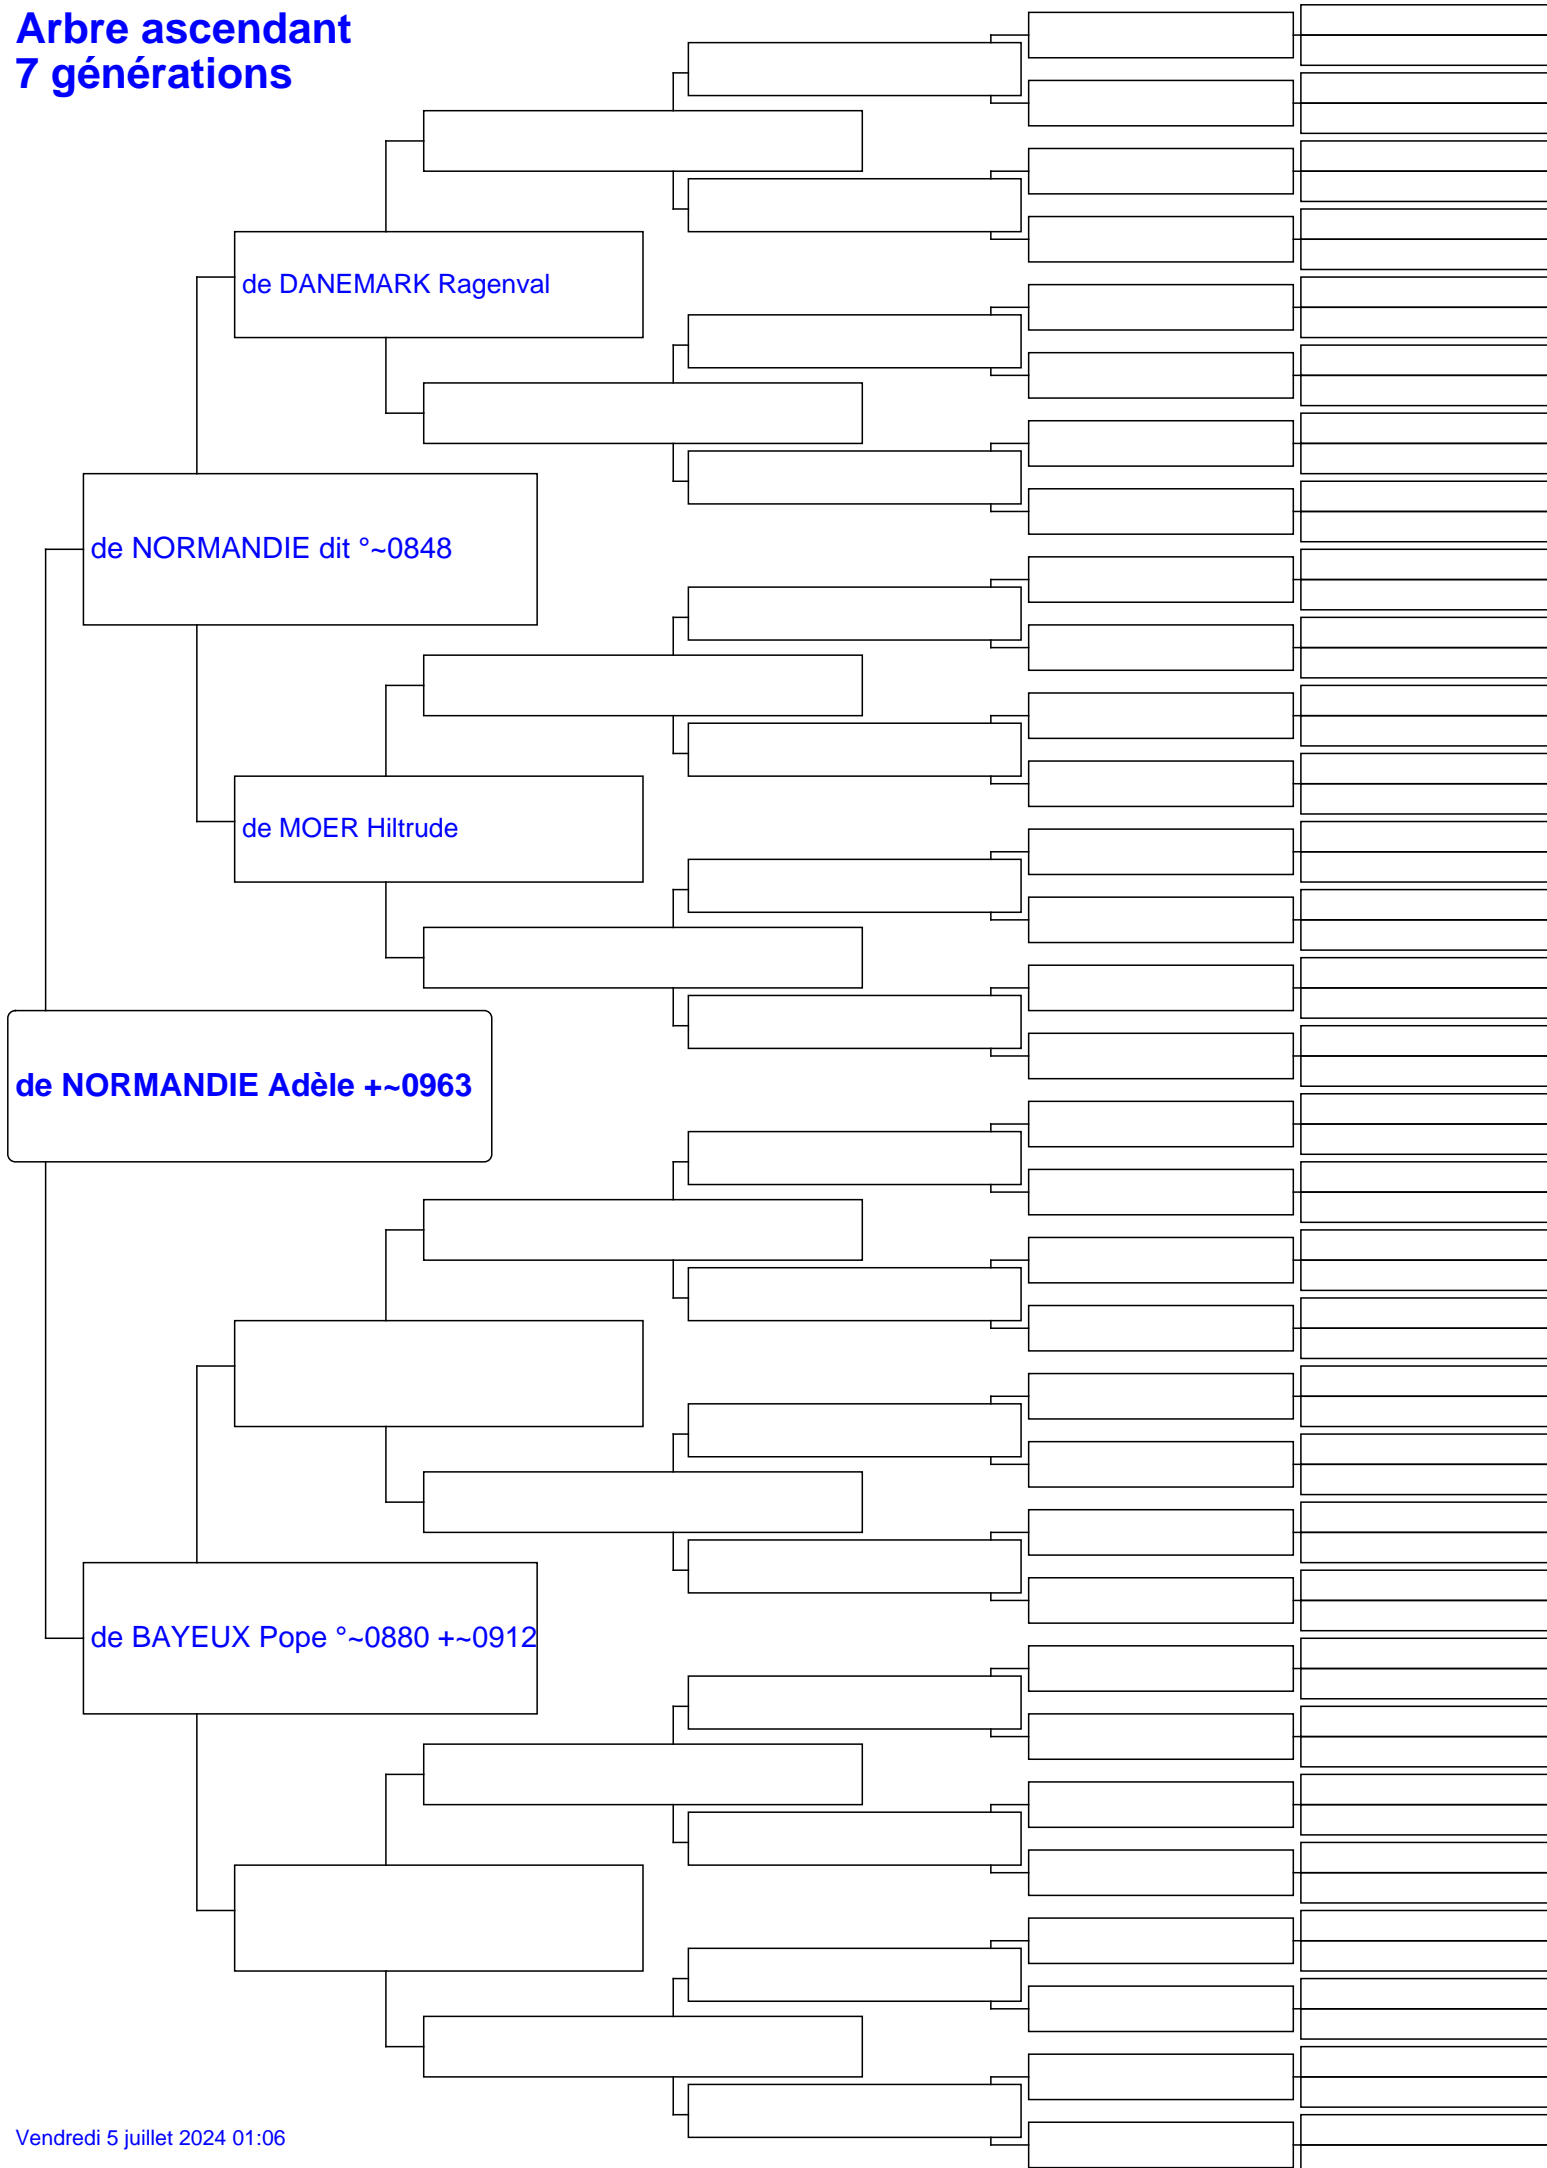 Arbre ascendant
7 générations
de DANEMARK Ragenval
de NORMANDIE dit °~0848
de MOER Hiltrude
de NORMANDIE Adèle +~0963
de BAYEUX Pope °~0880 +~0912
Vendredi 5 juillet 2024 01:06